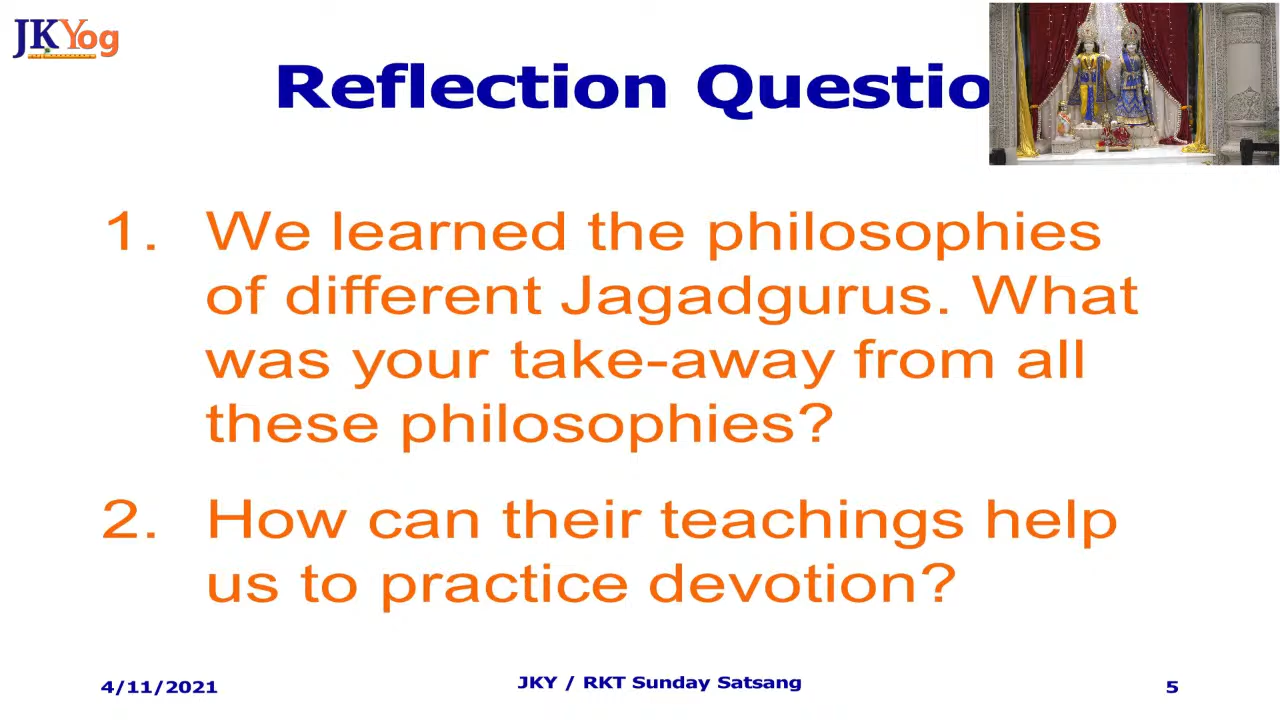 JKYog
Reflection Questio
1. We learned the philosophies
of different Jagadgurus. What
was your take-away from all
these philosophies?
2. How can their teachings help
us to practice devotion?
4/11/2021 JKY / RKT Sunday Satsang 5